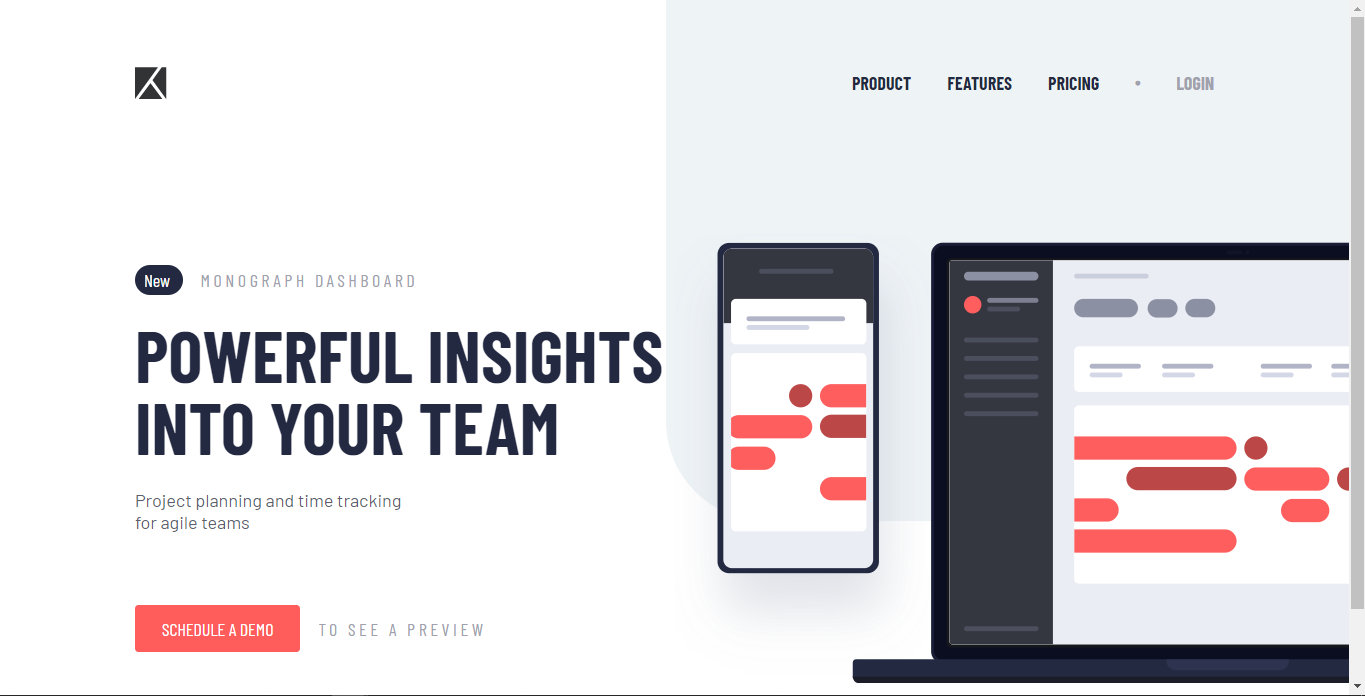 PRODUCT FEATURES PRICING • LOGIN
New MONOGRAPH DASHBOARD
POWERFUL INSIGHTS
INTO YOUR TEAM
Project planning and time tracking
for agile teams
SCHEDULE A DEMO TO SEE A PREVIEW